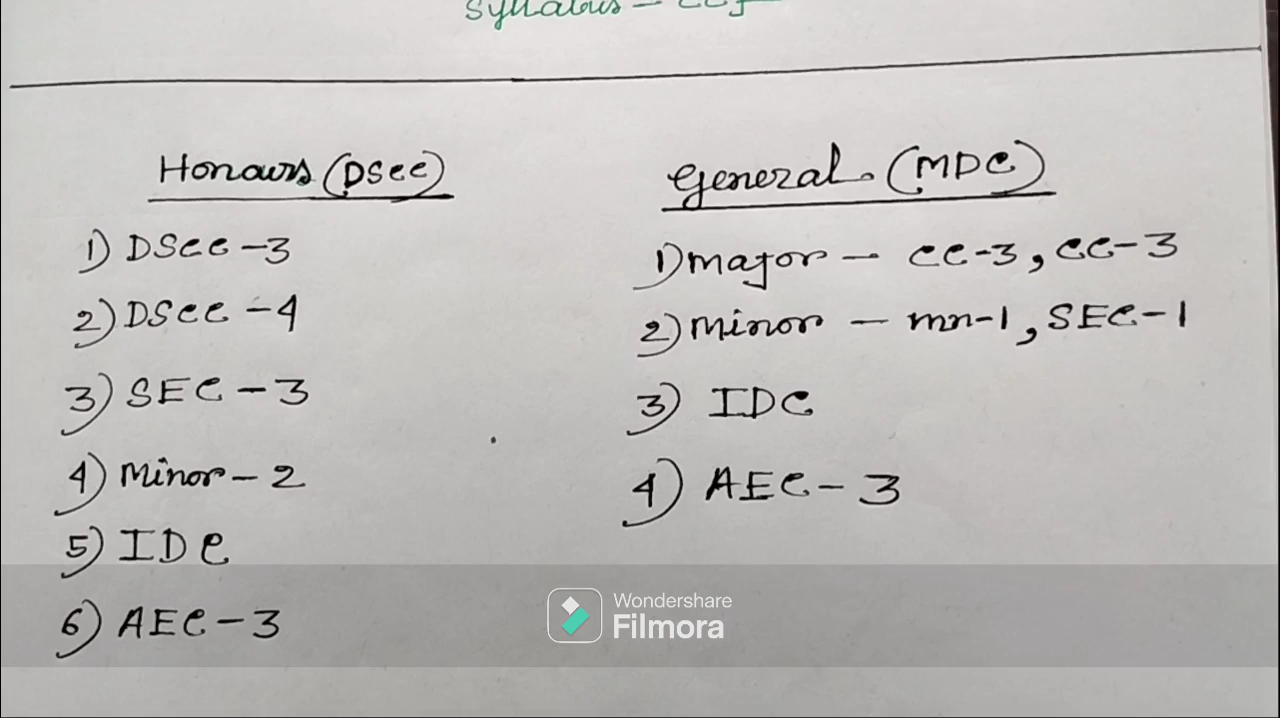 Syllabus - CCF
Honours (DSCC)
1) DSCC - 3
2) DSCC - 4
3) SEC - 3
4) Minor - 2
5) IDC
6) AEC - 3
General (MDC)
1) Major - CC-3, CC-3
2) Minor - mn-1, SEC-1
3) IDC
4) AEC - 3
Wondershare
Filmora